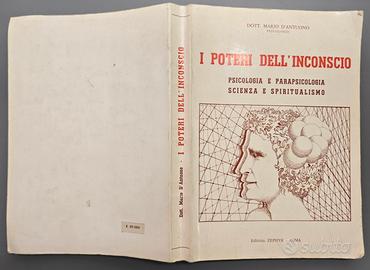 DOTT. MARIO D'ANTUONO
I POTERI DELL'INCONSCIO
PSICOLOGIA E PARAPSICOLOGIA
SCIENZA E SPIRITUALISMO
Edizioni ZEPHYR - ROMA
Dott. Mario D'Antuono - I POTERI DELL'INCONSCIO
subito